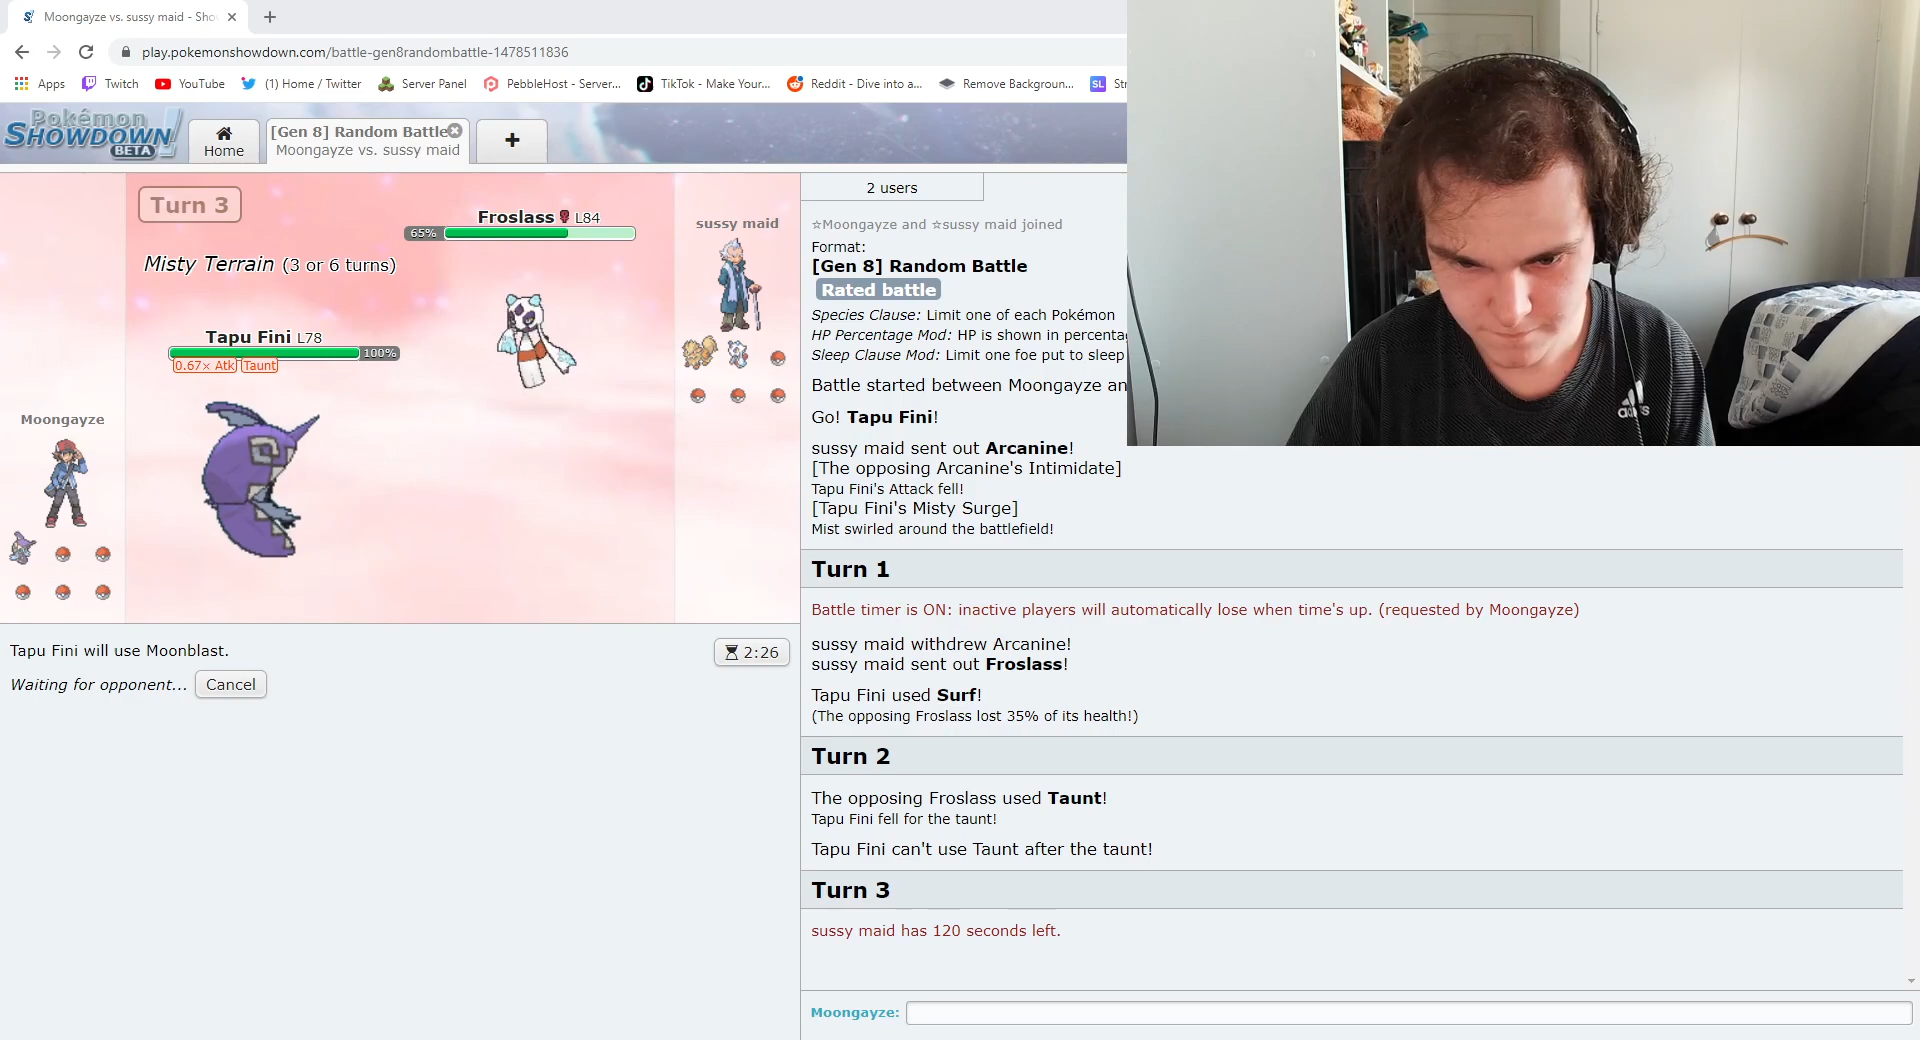 Moongayze vs. sussy maid - Sho
play.pokemonshowdown.com/battle-gen8randombattle-1478511836
Apps Twitch YouTube (1) Home / Twitter Server Panel PebbleHost - Server... TikTok - Make Your... Reddit - Dive into a... Remove Backgroun... SL Str
Pokémon
SHOWDOWN!
BETA
Home
[Gen 8] Random Battle
Moongayze vs. sussy maid
+
Turn 3
Froslass L84
65%
Misty Terrain (3 or 6 turns)
Tapu Fini L78
100%
0.67× Atk Taunt
sussy maid
Moongayze
Tapu Fini will use Moonblast.
2:26
Waiting for opponent... Cancel
2 users
☆Moongayze and ☆sussy maid joined
Format:
[Gen 8] Random Battle
Rated battle
Species Clause: Limit one of each Pokémon
HP Percentage Mod: HP is shown in percenta
Sleep Clause Mod: Limit one foe put to sleep
Battle started between Moongayze an
Go! Tapu Fini!
sussy maid sent out Arcanine!
[The opposing Arcanine's Intimidate]
Tapu Fini's Attack fell!
[Tapu Fini's Misty Surge]
Mist swirled around the battlefield!
Turn 1
Battle timer is ON: inactive players will automatically lose when time's up. (requested by Moongayze)
sussy maid withdrew Arcanine!
sussy maid sent out Froslass!
Tapu Fini used Surf!
(The opposing Froslass lost 35% of its health!)
Turn 2
The opposing Froslass used Taunt!
Tapu Fini fell for the taunt!
Tapu Fini can't use Taunt after the taunt!
Turn 3
sussy maid has 120 seconds left.
Moongayze:
adidas